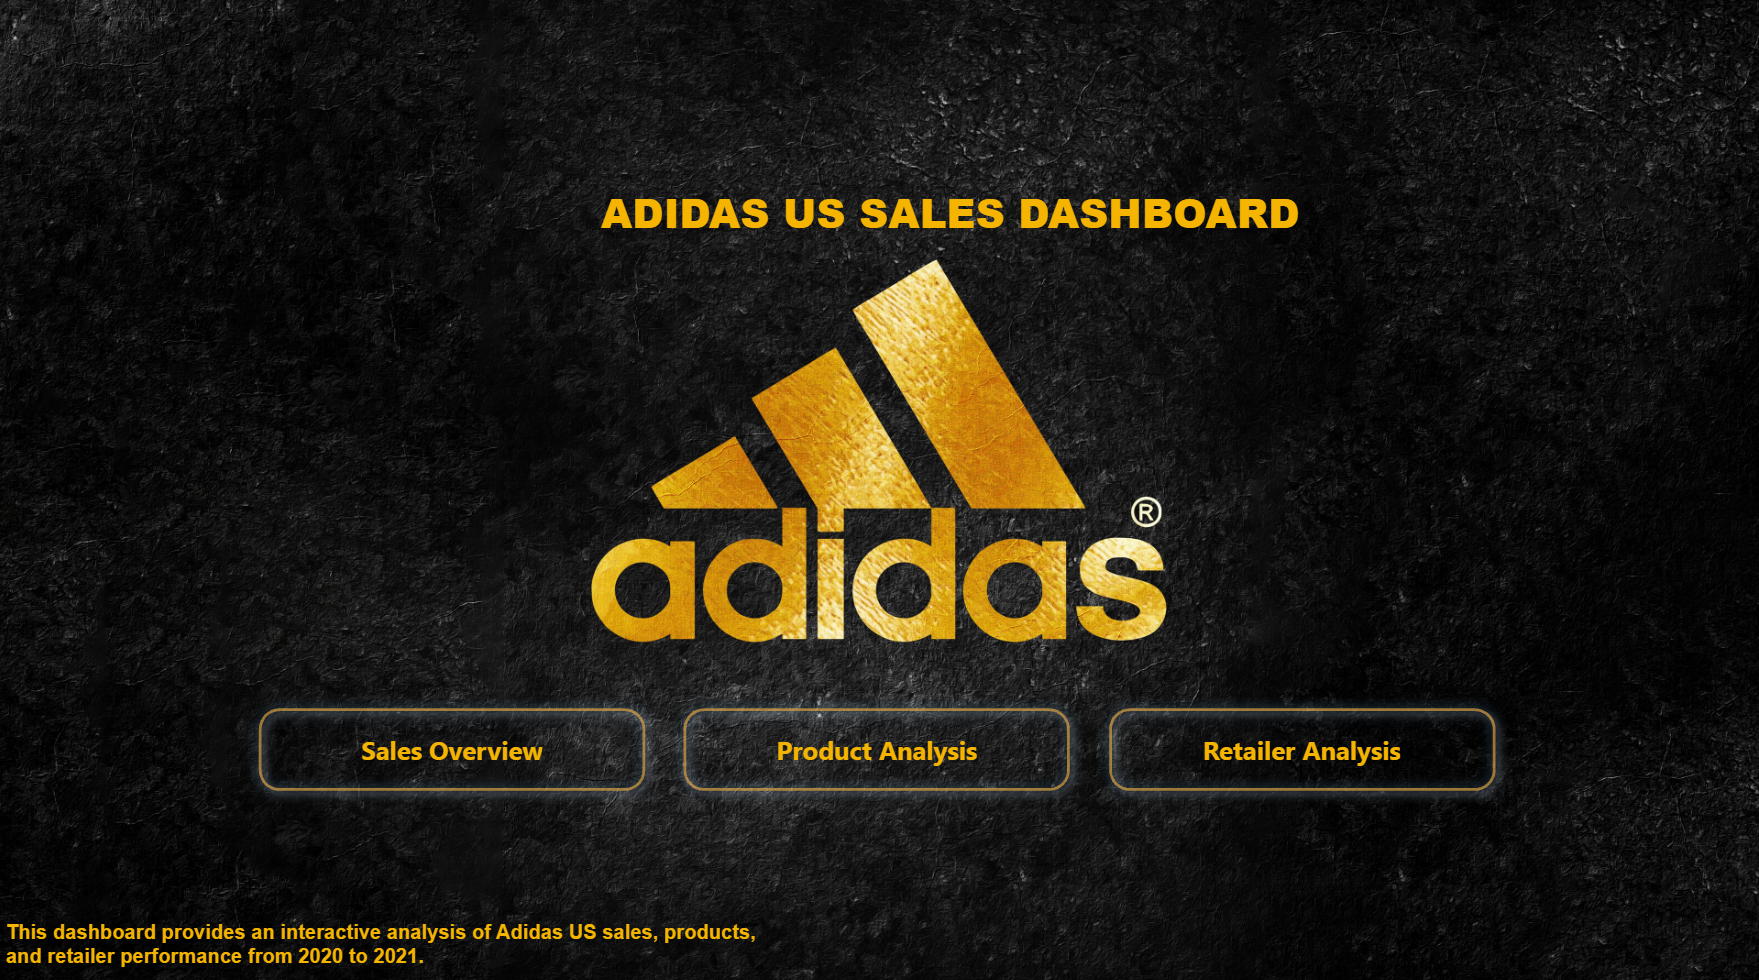 ADIDAS US SALES DASHBOARD
®
adidas
Sales Overview
Product Analysis
Retailer Analysis
This dashboard provides an interactive analysis of Adidas US sales, products,
and retailer performance from 2020 to 2021.